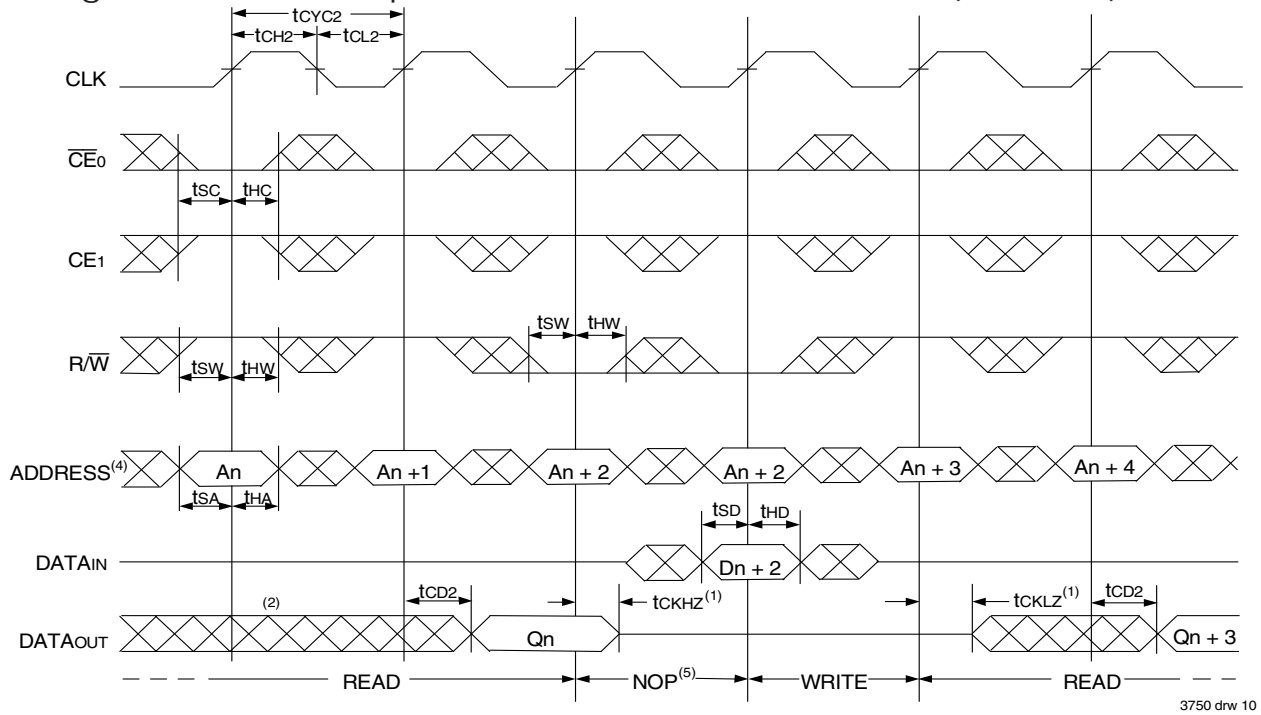 tCYC2
tCH2 tCL2
CLK
CE0
tSC tHC
CE1
tSW tHW
R/W
tSW tHW
ADDRESS(4) An An +1 An + 2 An + 2 An + 3 An + 4
tSA tHA
tSD tHD
DATAIN Dn + 2
tCD2 tCKHZ(1) tCKLZ(1) tCD2
(2)
DATAOUT Qn Qn + 3
READ NOP(5) WRITE READ
3750 drw 10